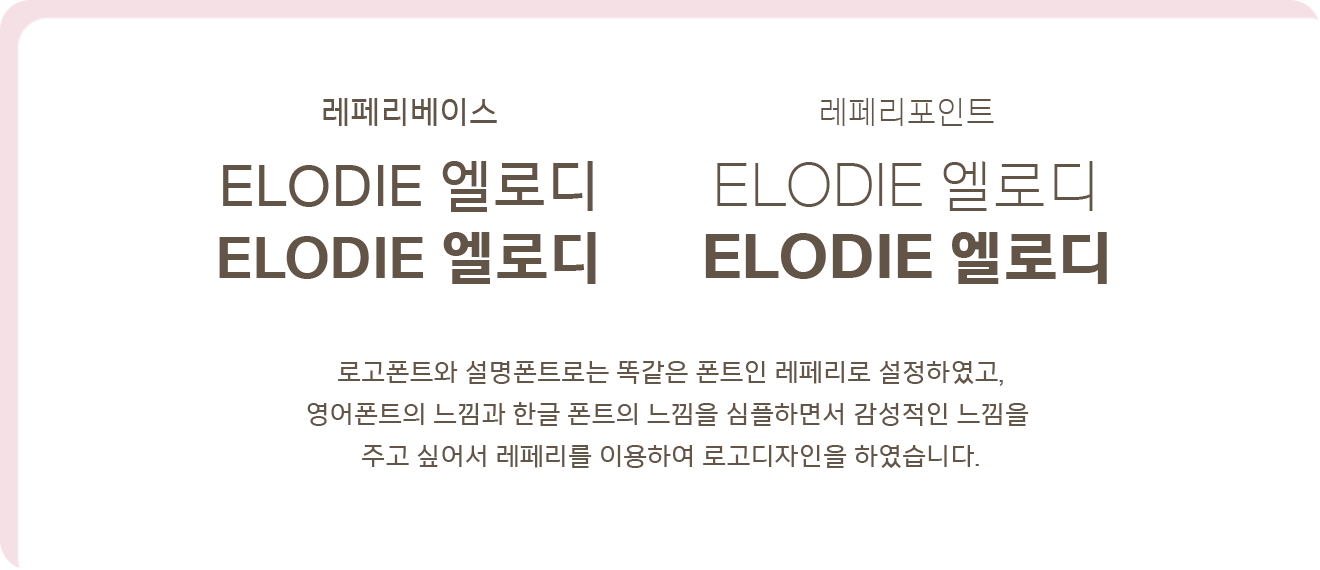 레페리베이스
ELODIE 엘로디
ELODIE 엘로디
레페리포인트
ELODIE 엘로디
ELODIE 엘로디
로고폰트와 설명폰트로는 똑같은 폰트인 레페리로 설정하였고,
영어폰트의 느낌과 한글 폰트의 느낌을 심플하면서 감성적인 느낌을
주고 싶어서 레페리를 이용하여 로고디자인을 하였습니다.